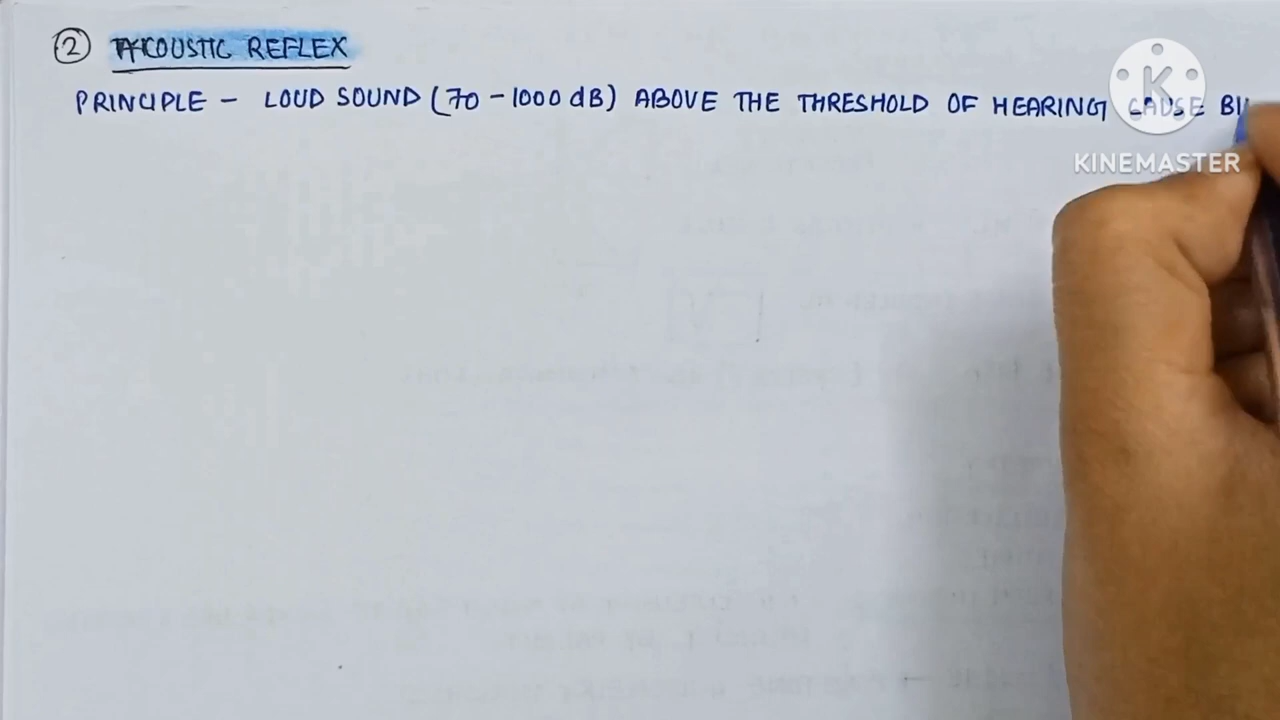 ② ACOUSTIC REFLEX
PRINCIPLE - LOUD SOUND (70 - 1000 dB) ABOVE THE THRESHOLD OF HEARING CAUSE
K
KINEMASTER